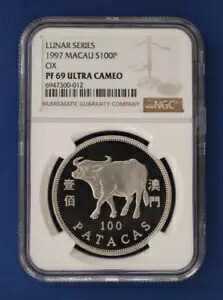 LUNAR SERIES
1997 MACAU S100P
OX
PF 69 ULTRA CAMEO
6947300-012
NUMISMATIC GUARANTY COMPANY
NGC
壹佰
澳門
100
PATACAS